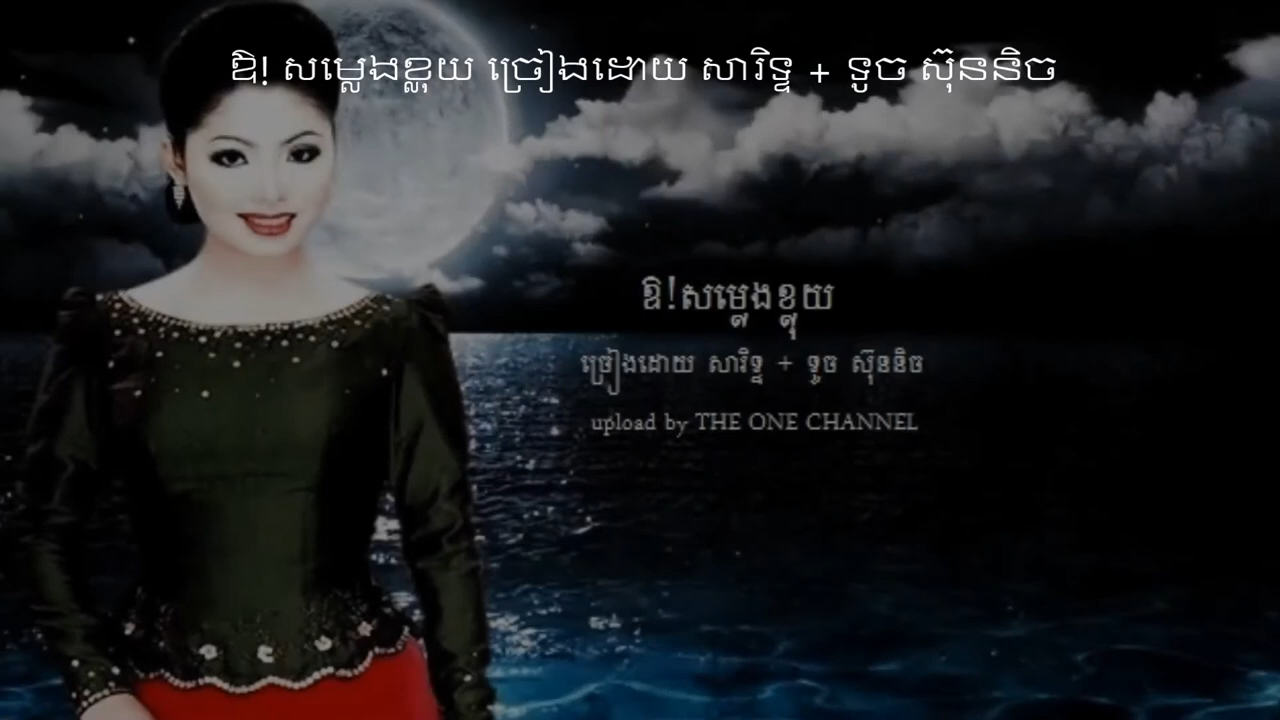 ឱ! សម្លេងខ្លុយ ច្រៀងដោយ សារិទ្ធ + ទូច ស៊ុននិច
ឱ!សម្លេងខ្លុយ
ច្រៀងដោយ សារិទ្ធ + ទូច ស៊ុននិច
upload by THE ONE CHANNEL